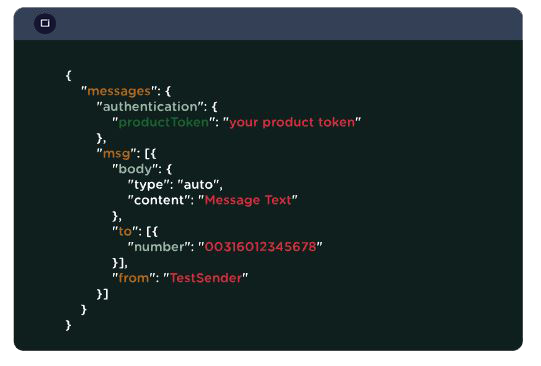 {
"messages": {
"authentication": {
"productToken": "your product token"
},
"msg": [{
"body": {
"type": "auto",
"content": "Message Text"
},
"to": [{
"number": "00316012345678"
}],
"from": "TestSender"
}]
}
}